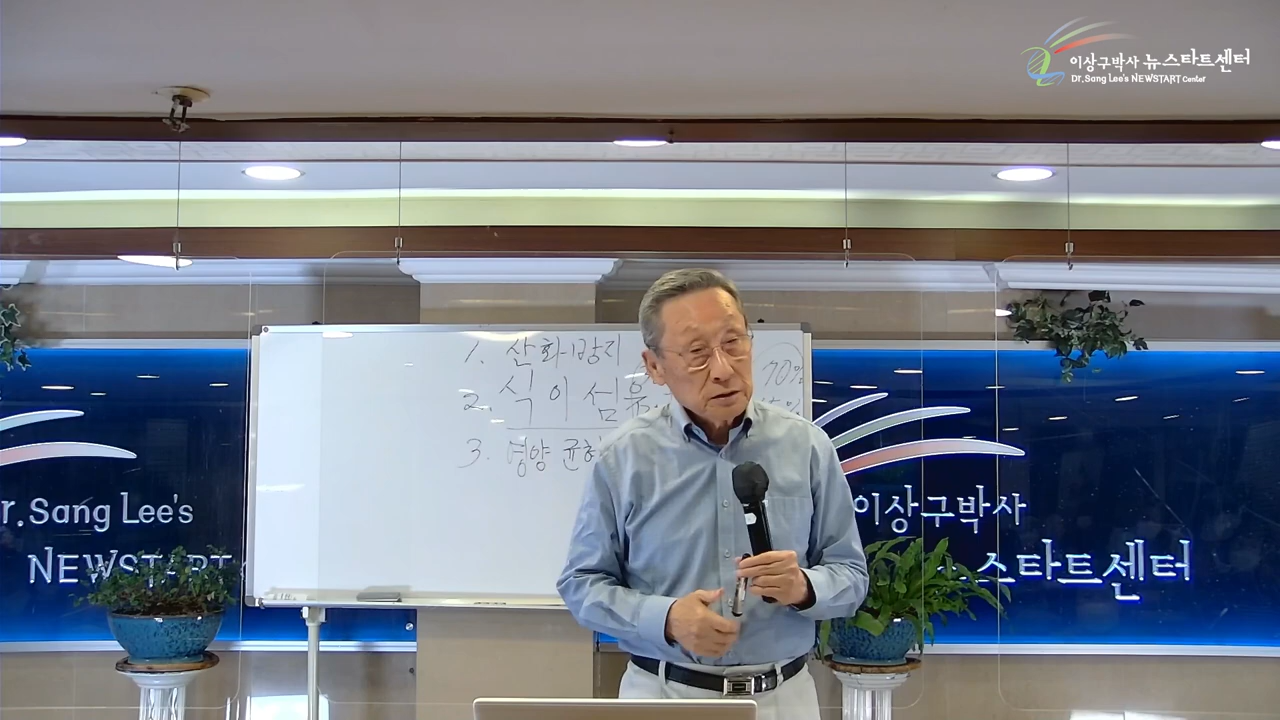 이상구박사 뉴스타트센터
Dr. Sang Lee's NEWSTART Center
1. 산화방지
70%
2. 식이섬유
3. 영양 균형
r. Sang Lee's
NEWSTART
이상구박사
뉴스타트센터